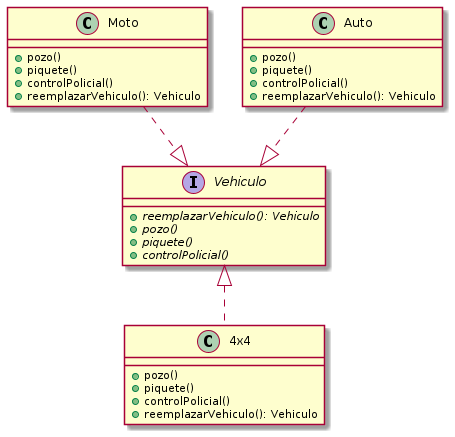 C Moto
pozo()
piquete()
controlPolicial()
reemplazarVehiculo(): Vehiculo
C Auto
pozo()
piquete()
controlPolicial()
reemplazarVehiculo(): Vehiculo
I Vehiculo
reemplazarVehiculo(): Vehiculo
pozo()
piquete()
controlPolicial()
C 4x4
pozo()
piquete()
controlPolicial()
reemplazarVehiculo(): Vehiculo